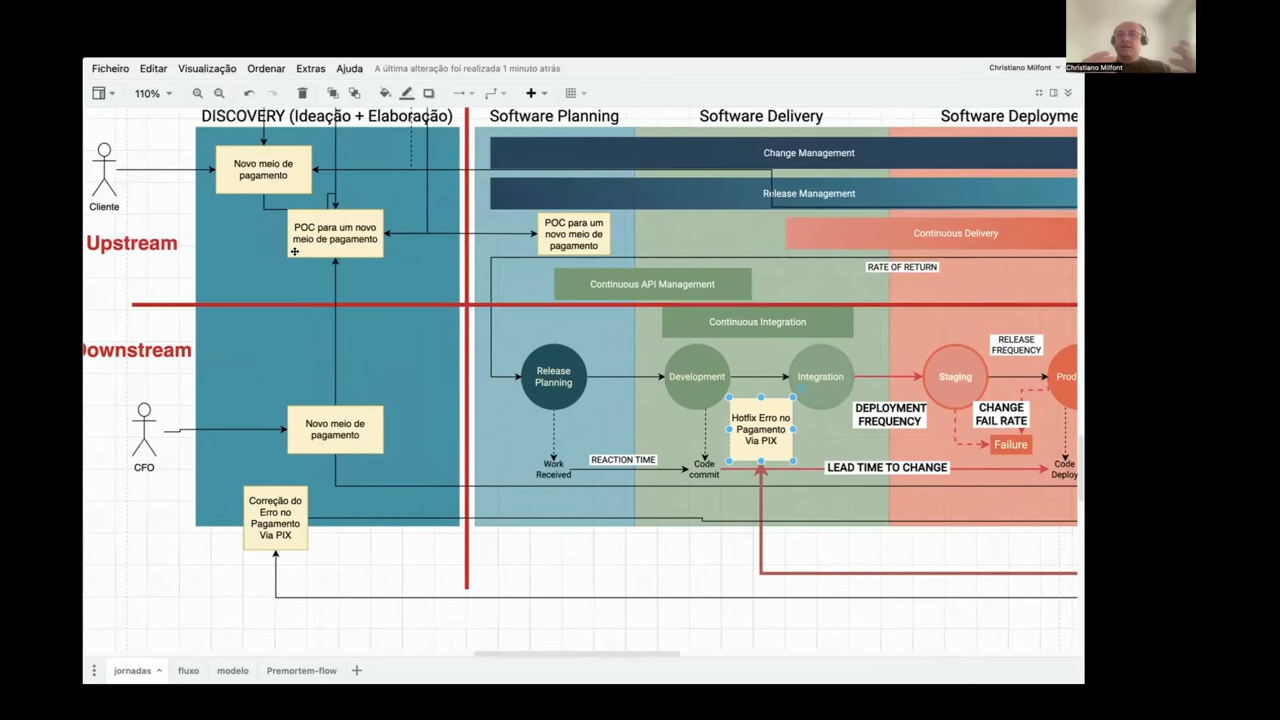 Christiano Milfont
Ficheiro Editar Visualização Ordenar Extras Ajuda A última alteração foi realizada 1 minuto atrás
Christiano Milfont
110%
DISCOVERY (Ideação + Elaboração)
Software Planning
Software Delivery
Software Deployme
Change Management
Release Management
Novo meio de
pagamento
Cliente
Upstream
POC para um novo
meio de pagamento
POC para um
novo meio de
pagamento
Continuous Delivery
RATE OF RETURN
Continuous API Management
Continuous Integration
Downstream
Release
Planning
Development
Integration
Staging
RELEASE
FREQUENCY
Prod
Hotfix Erro no
Pagamento
Via PIX
DEPLOYMENT
FREQUENCY
CHANGE
FAIL RATE
Failure
Novo meio de
pagamento
CFO
Work
Received
REACTION TIME
Code
commit
LEAD TIME TO CHANGE
Code
Deploy
Correção do
Erro no
Pagamento
Via PIX
jornadas fluxo modelo Premortem-flow